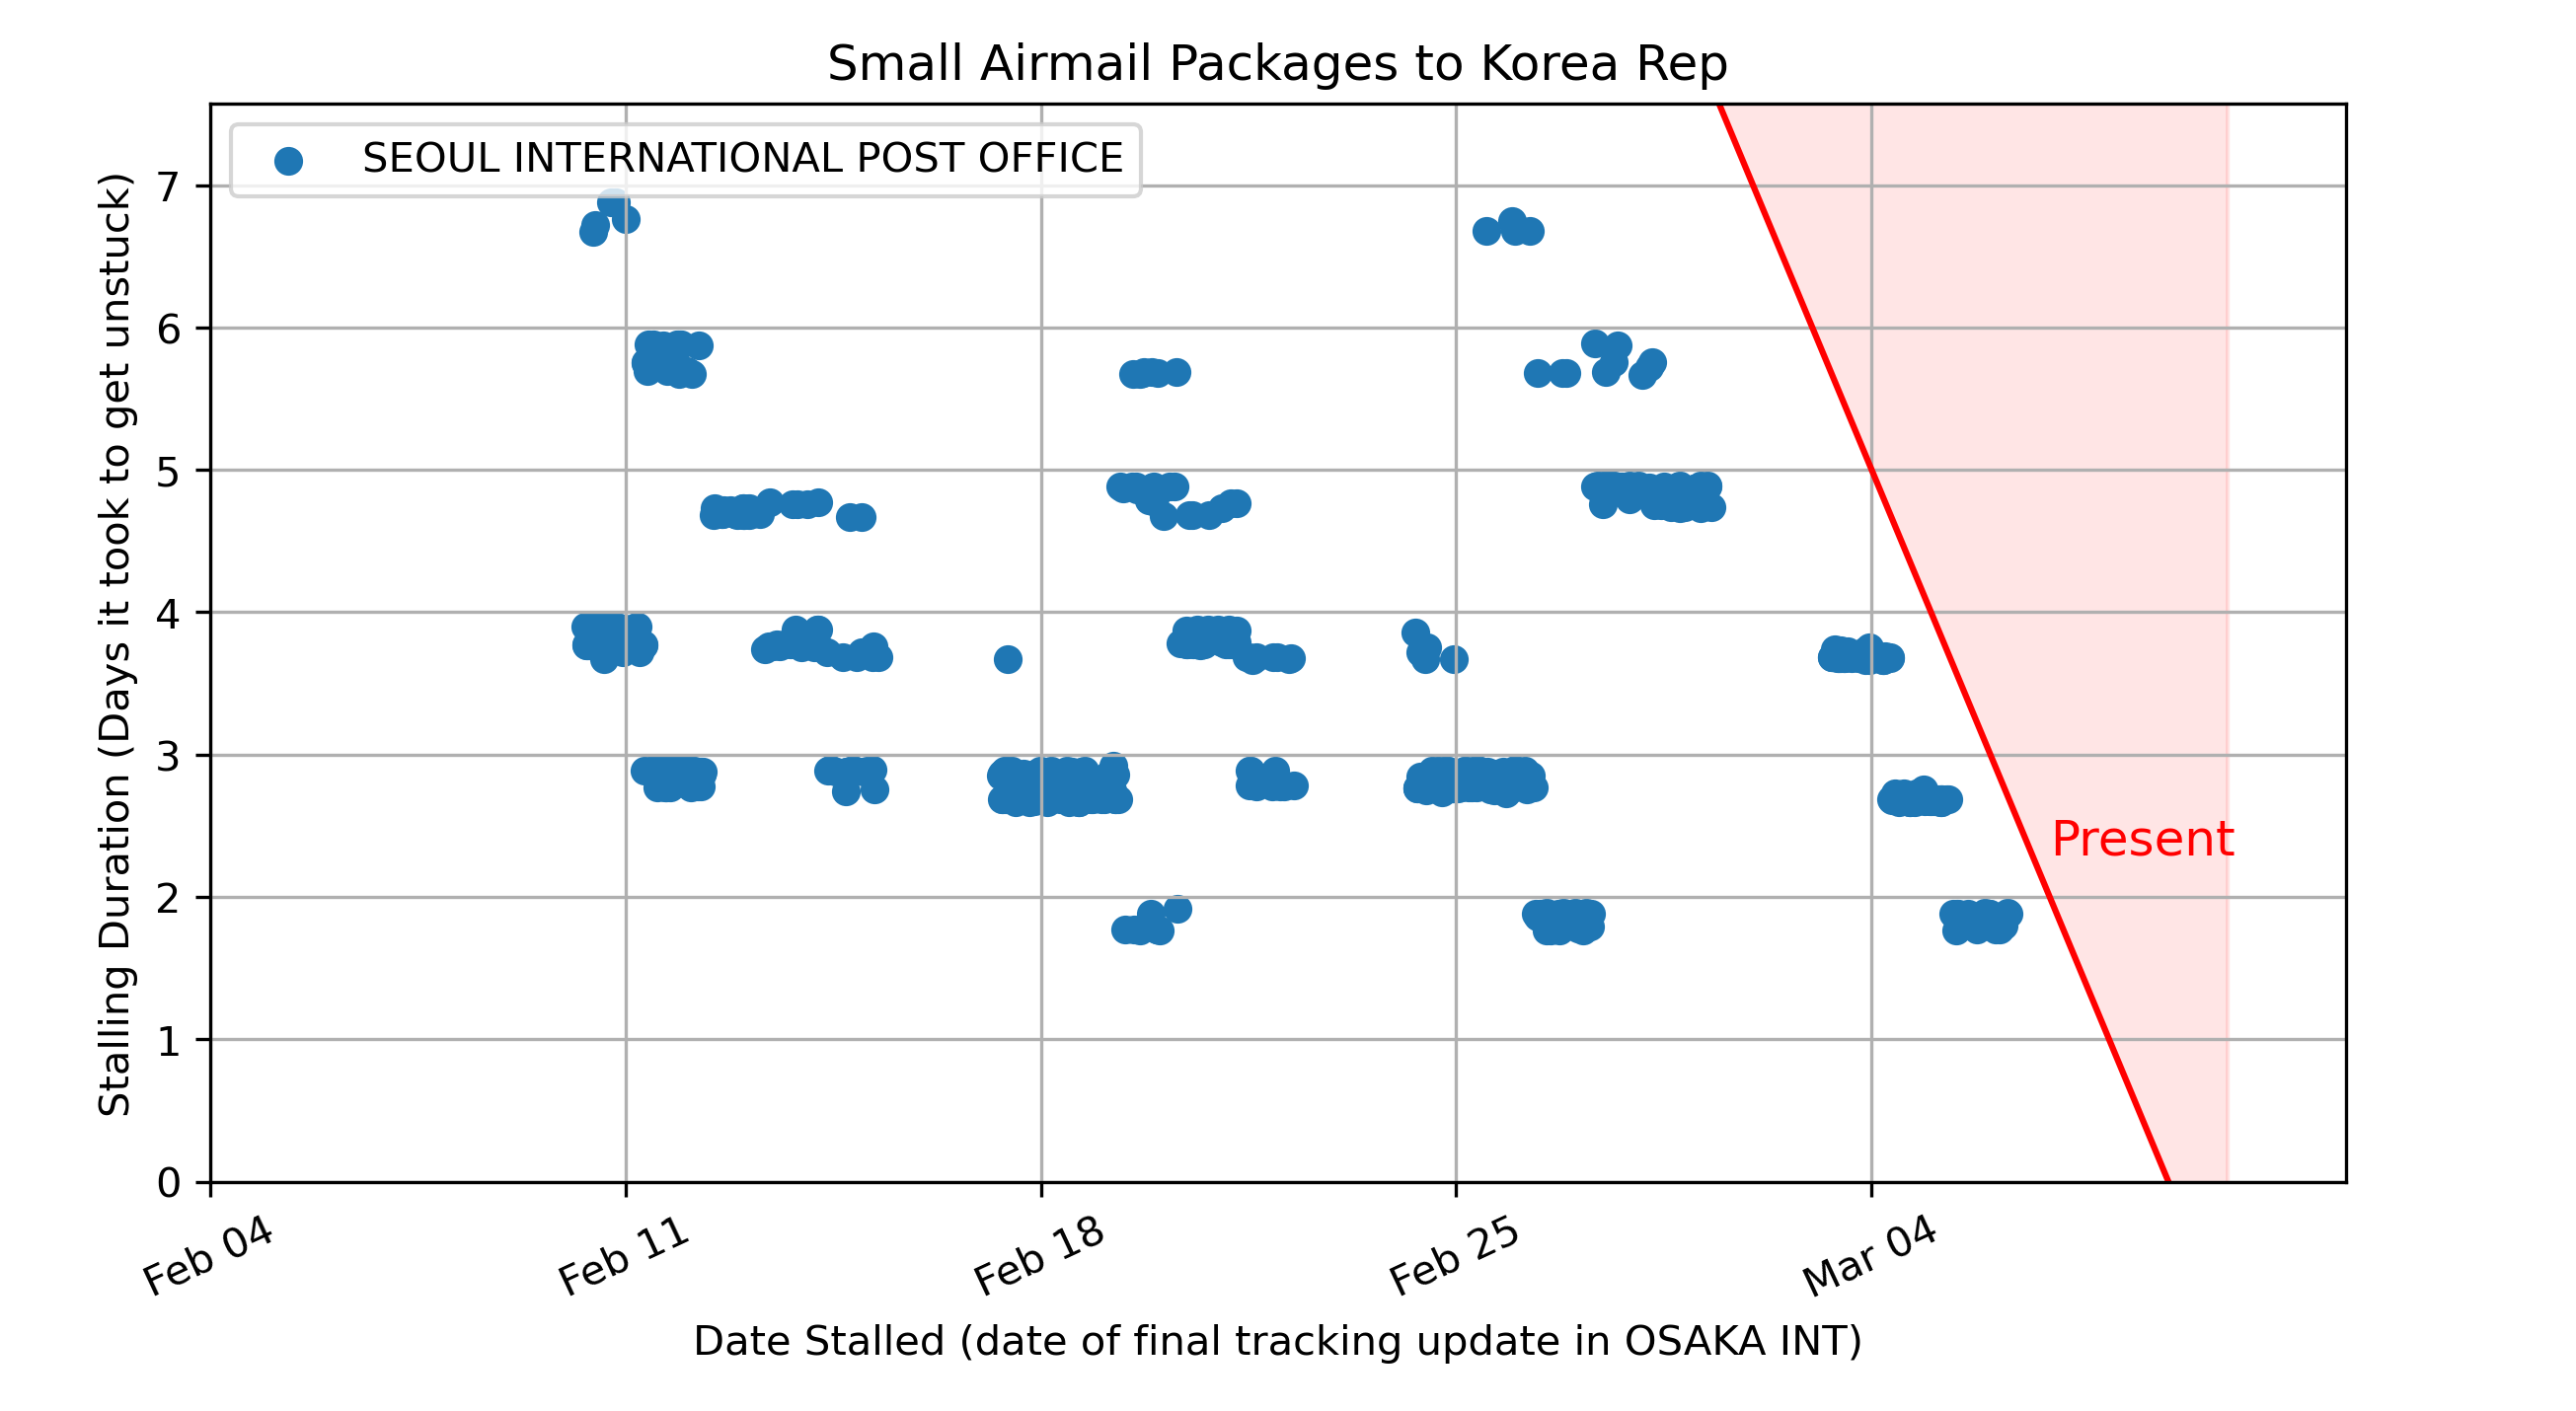 Small Airmail Packages to Korea Rep
SEOUL INTERNATIONAL POST OFFICE
Stalling Duration (Days it took to get unstuck)
7
6
5
4
3
2
1
0
Present
Feb 04
Feb 11
Feb 18
Feb 25
Mar 04
Date Stalled (date of final tracking update in OSAKA INT)